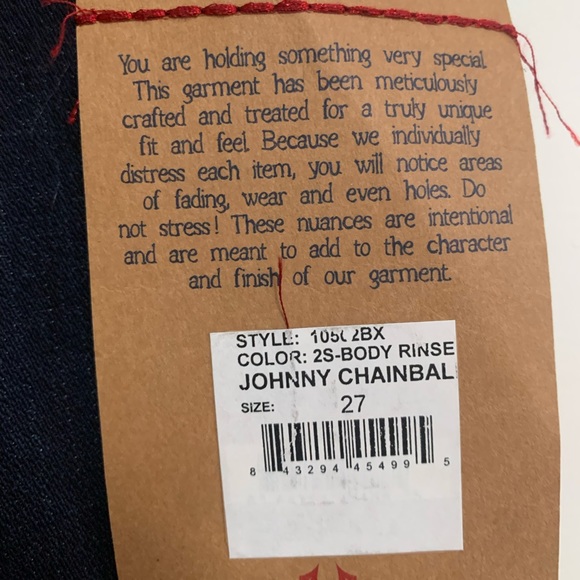 You are holding something very special.
This garment has been meticulously
crafted and treated for a truly unique
fit and feel. Because we individually
distress each item, you will notice areas
of fading, wear and even holes. Do
not stress! These nuances are intentional
and are meant to add to the character
and finish of our garment.
STYLE:
COLOR: 2S-BODY RINSE
JOHNNY CHAINBAL
SIZE: 27
8 43294 45499 5